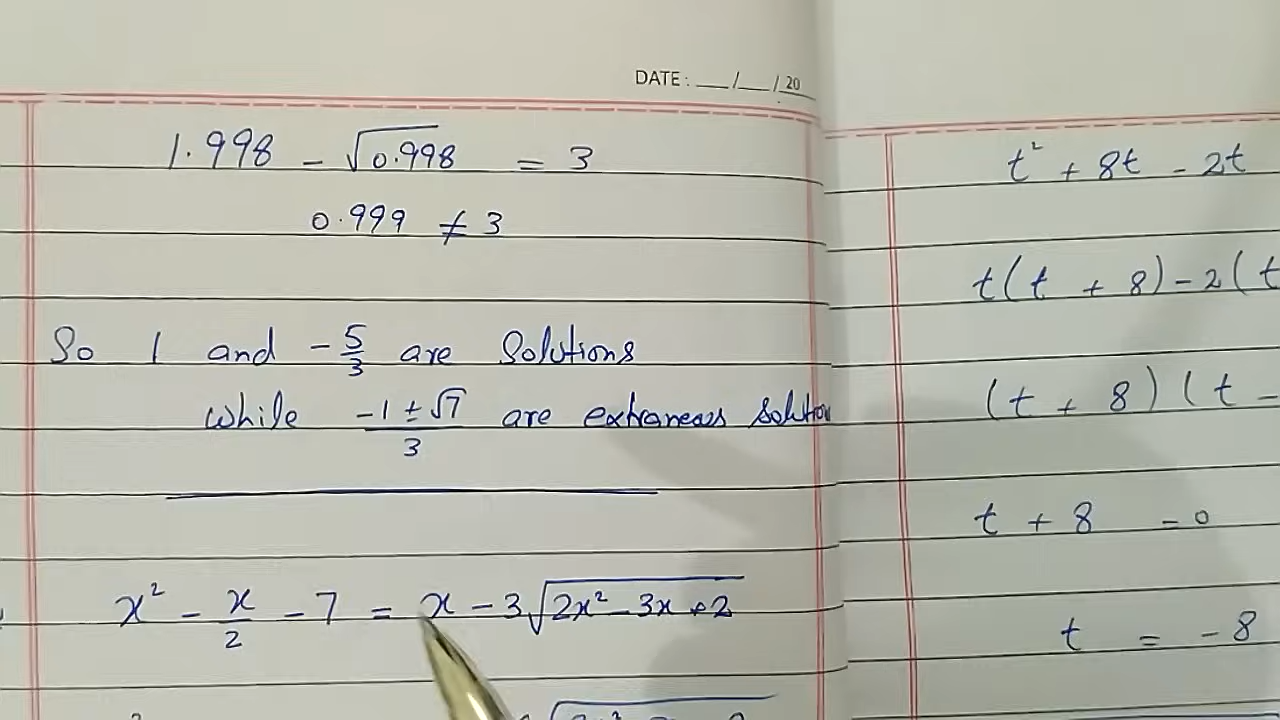 DATE : __/__/20
1.998 - √0.998 = 3
0.999 ≠ 3
So 1 and -5/3 are Solutions
while (-1 ± √7)/3 are extraneous solution
x² - x/2 - 7 = x - 3√(2x² - 3x + 2)
t² + 8t - 2t
t(t + 8) - 2(t
(t + 8)(t -
t + 8 = 0
t = -8